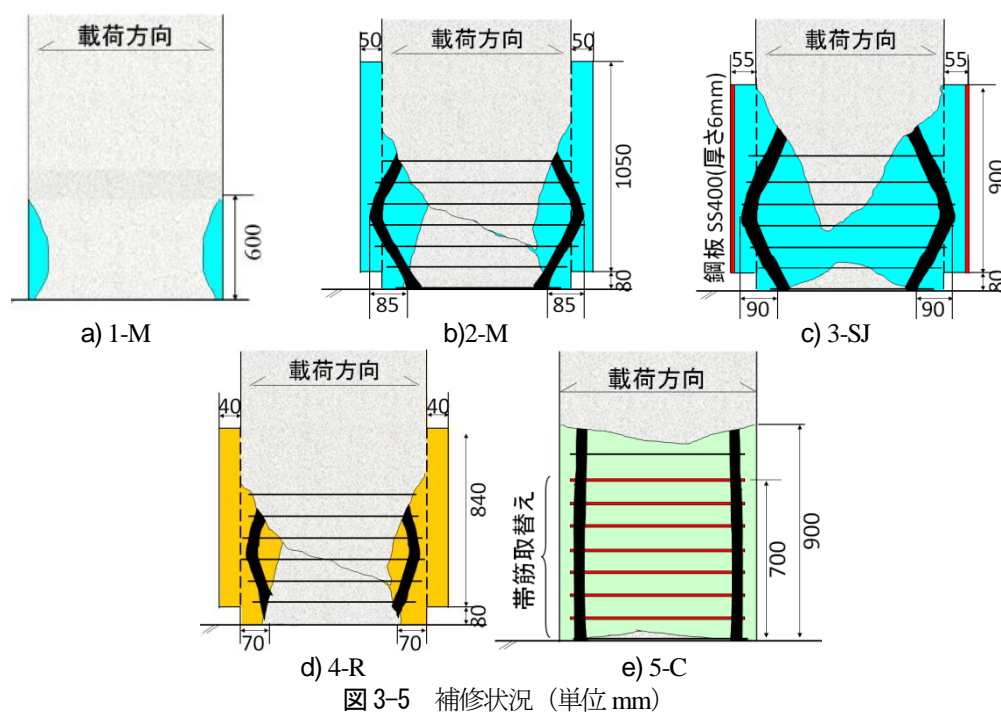 載荷方向
600
a) 1-M
50
載荷方向
50
1050
80
85
85
b)2-M
55
載荷方向
55
鋼板 SS400(厚さ6mm)
900
80
90
90
c) 3-SJ
40
載荷方向
40
840
80
70
70
d) 4-R
載荷方向
帯筋取替え
700
900
e) 5-C
図 3-5 補修状況（単位 mm）